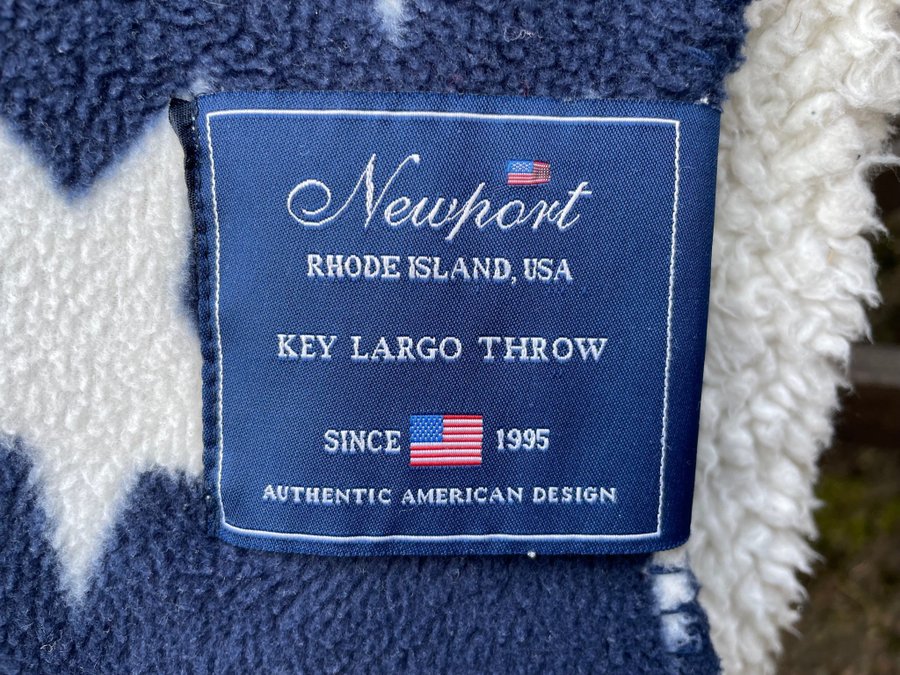 Newport
RHODE ISLAND, USA
KEY LARGO THROW
SINCE 1995
AUTHENTIC AMERICAN DESIGN